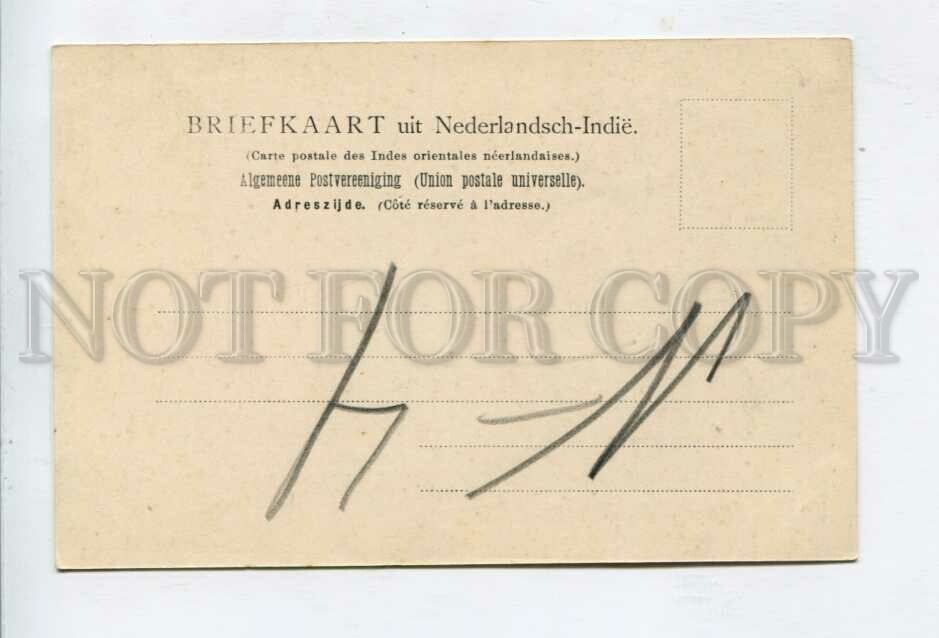 BRIEFKAART uit Nederlandsch-Indië.
(Carte postale des Indes orientales néerlandaises.)
Algemeene Postvereeniging (Union postale universelle).
Adreszijde. (Côté réservé à l'adresse.)
NOT FOR COPY